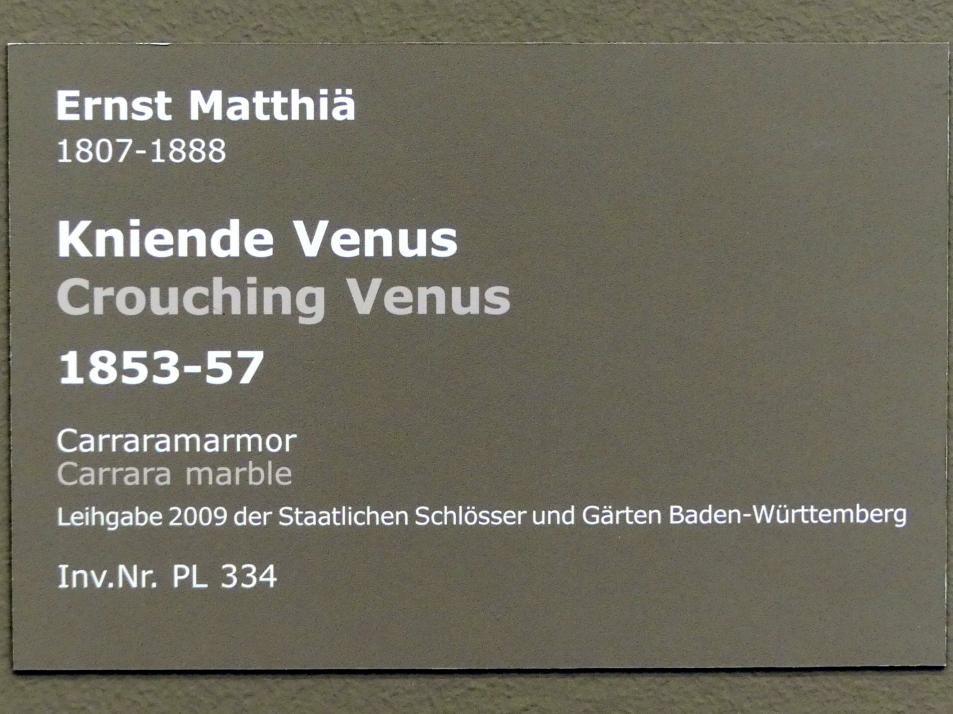 Ernst Matthiä
1807-1888
Kniende Venus
Crouching Venus
1853-57
Carraramarmor
Carrara marble
Leihgabe 2009 der Staatlichen Schlösser und Gärten Baden-Württemberg
Inv.Nr. PL 334